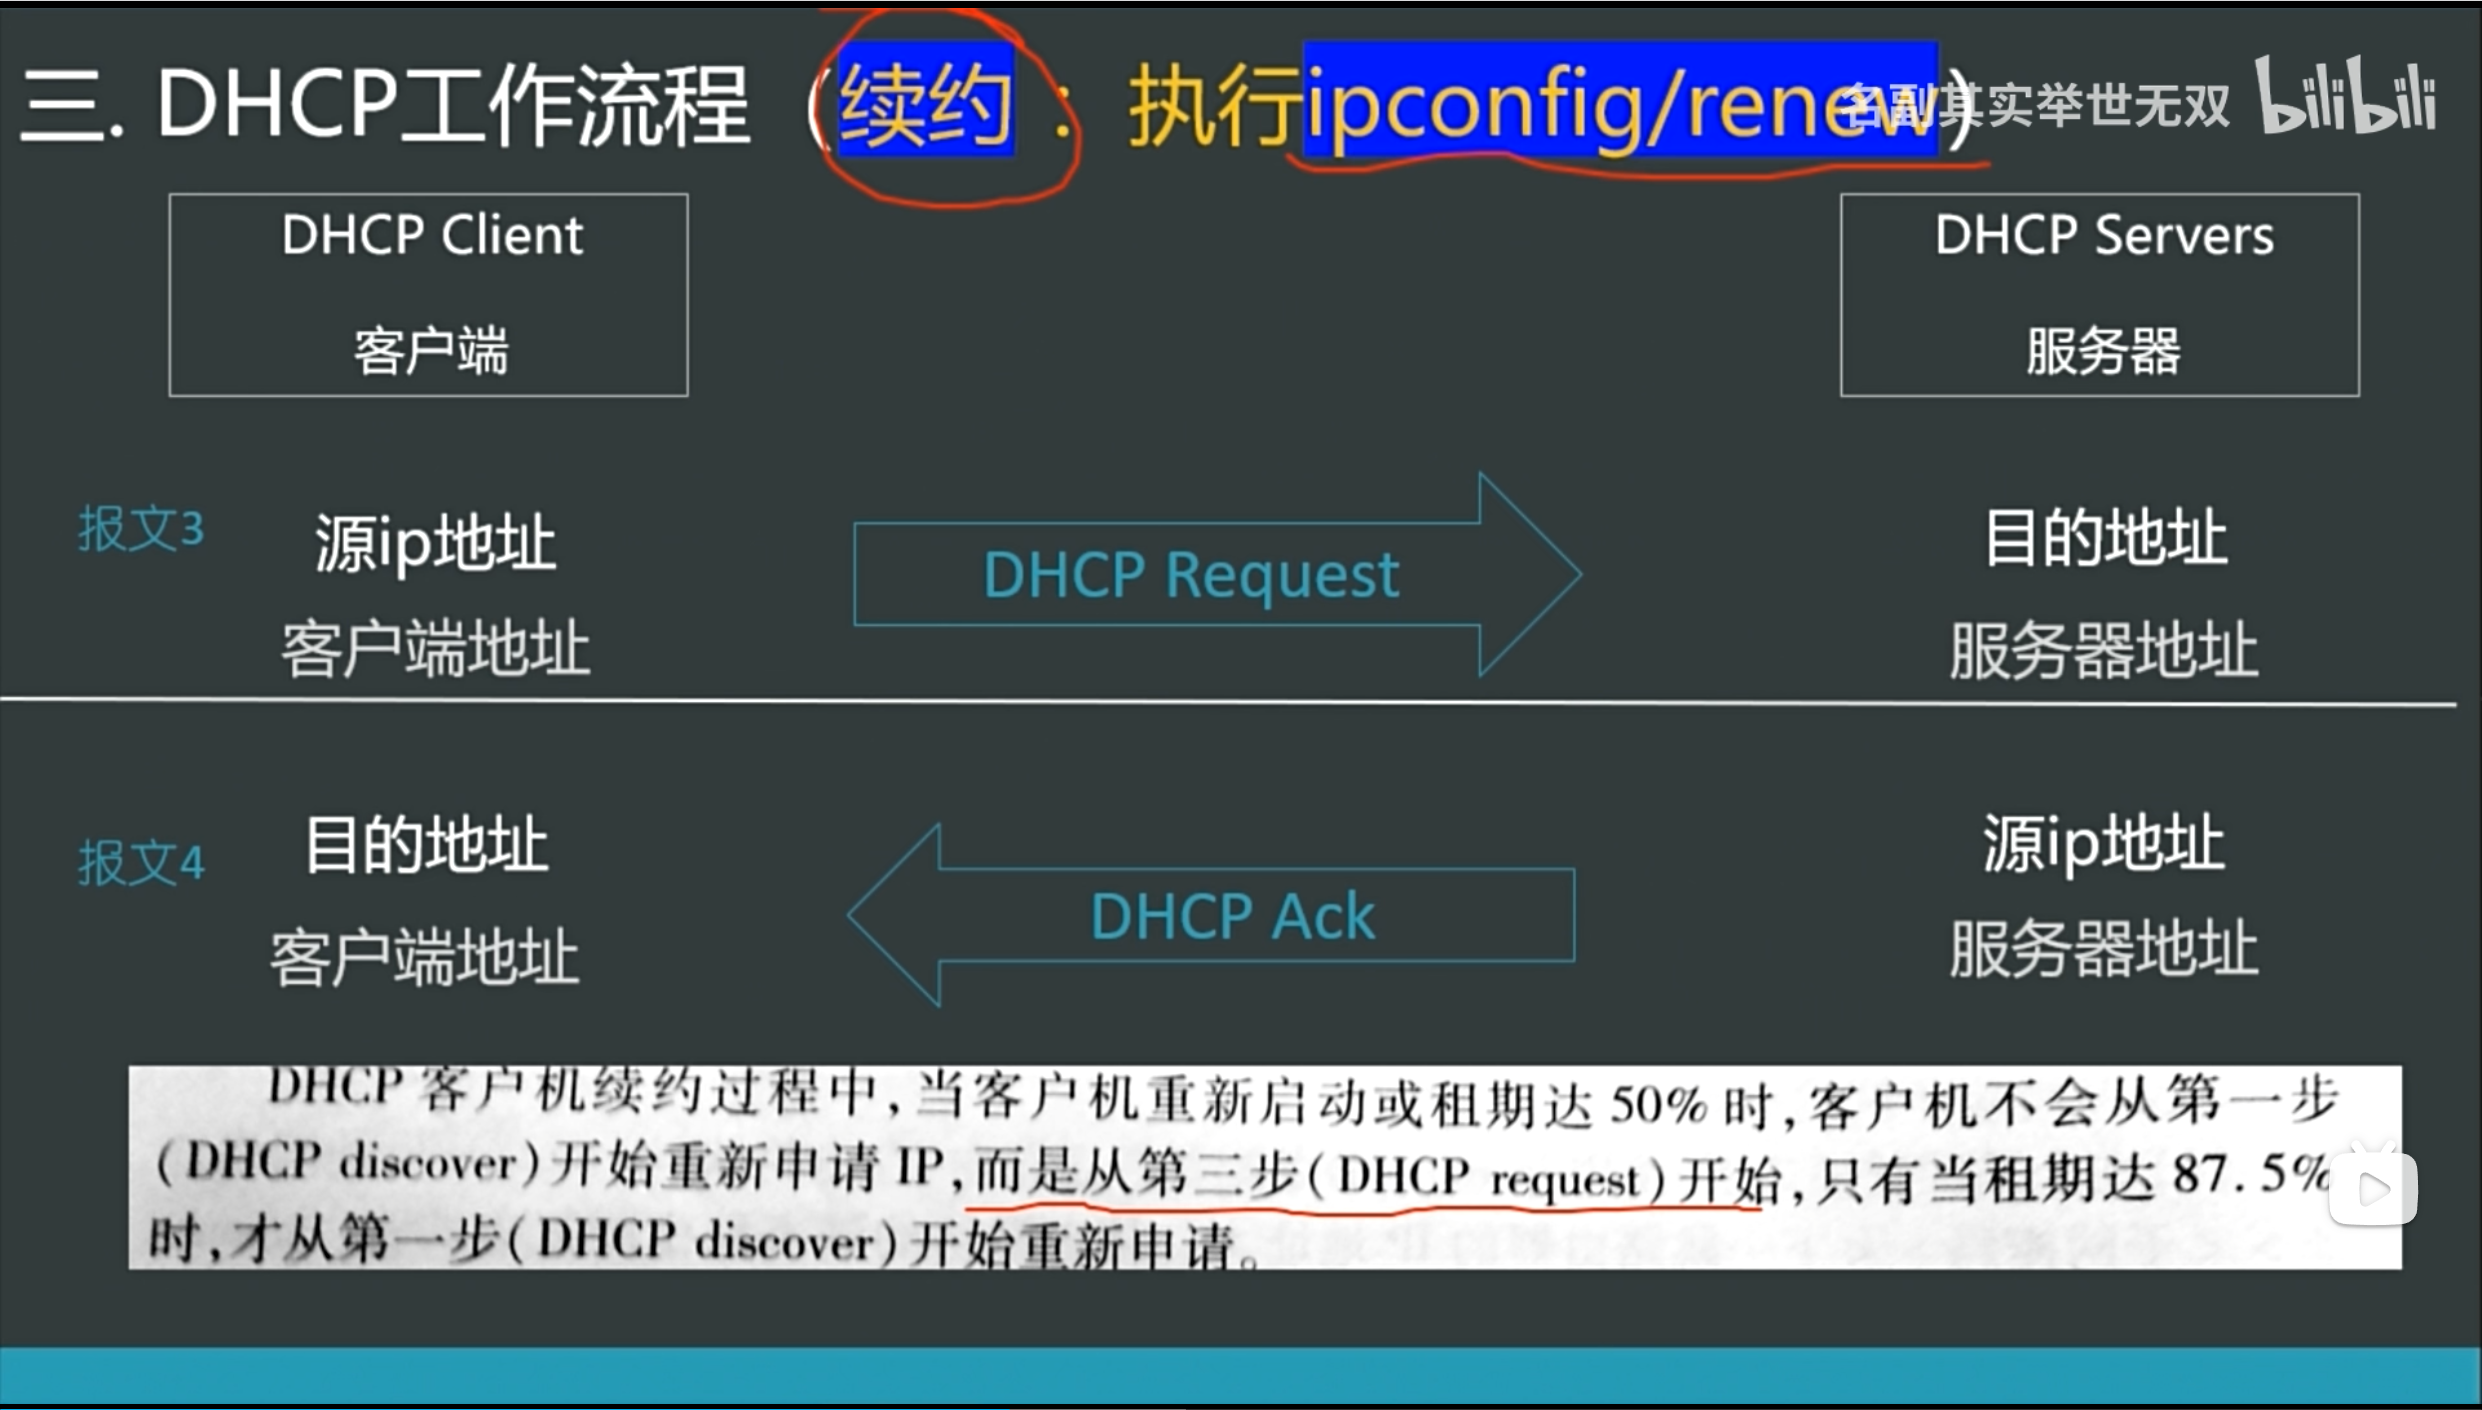 三. DHCP工作流程（续约：执行ipconfig/renew)
名副其实举世无双 bilibili
DHCP Client
客户端
DHCP Servers
服务器
报文3
源ip地址
客户端地址
DHCP Request
目的地址
服务器地址
报文4
目的地址
客户端地址
DHCP Ack
源ip地址
服务器地址
DHCP 客户机续约过程中,当客户机重新启动或租期达 50% 时,客户机不会从第一步
(DHCP discover)开始重新申请 IP,而是从第三步(DHCP request)开始,只有当租期达 87.5%
时,才从第一步(DHCP discover)开始重新申请。